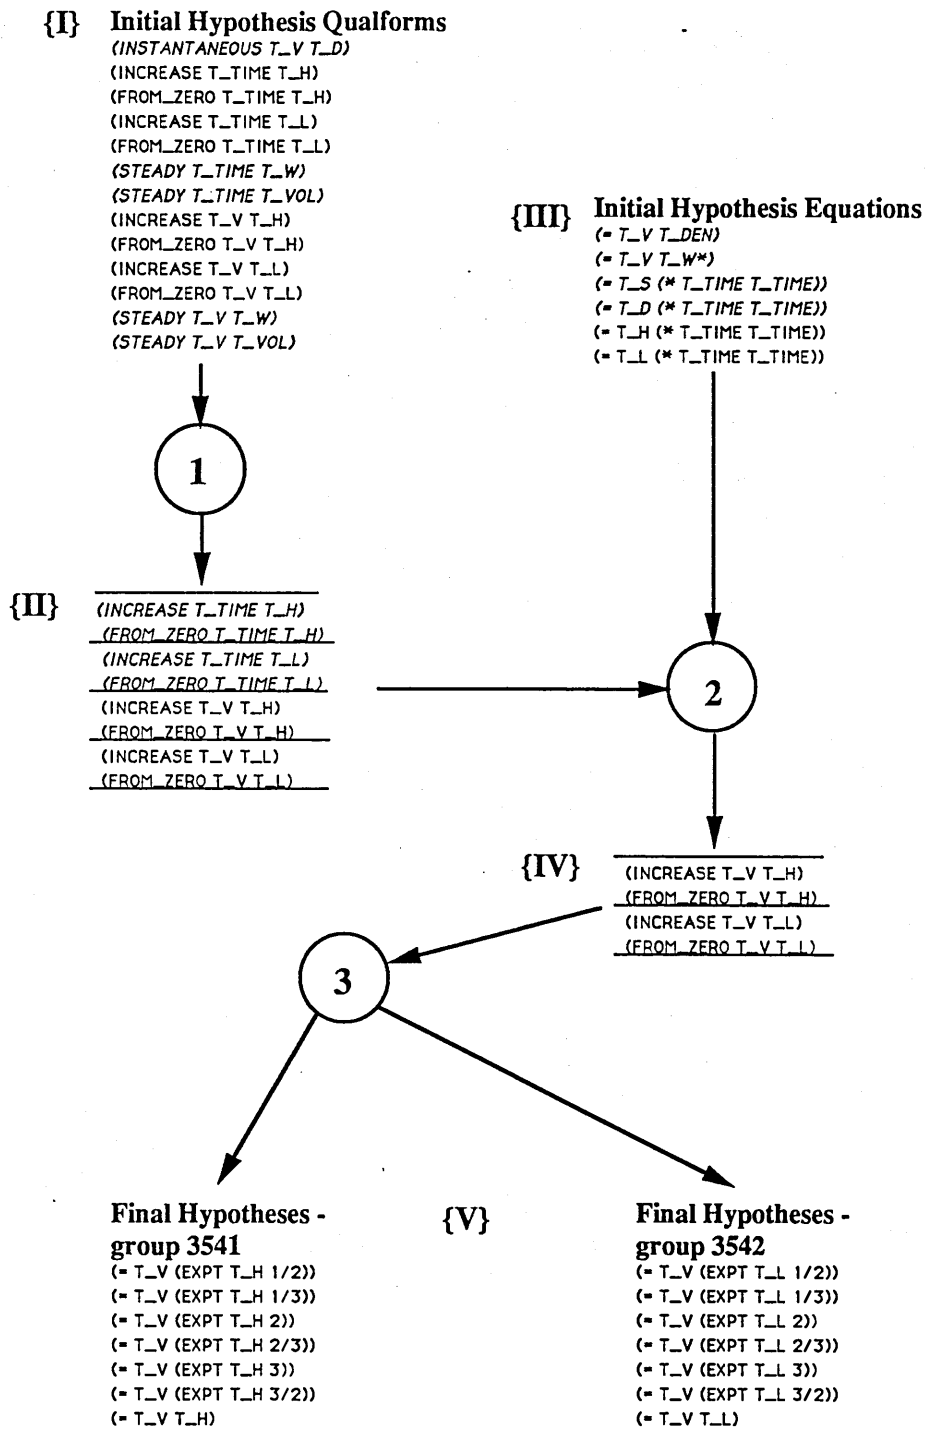 {I} Initial Hypothesis Qualforms
(INSTANTANEOUS T_V T_D)
(INCREASE T_TIME T_H)
(FROM_ZERO T_TIME T_H)
(INCREASE T_TIME T_L)
(FROM_ZERO T_TIME T_L)
(STEADY T_TIME T_W)
(STEADY T_TIME T_VOL)
(INCREASE T_V T_H)
(FROM_ZERO T_V T_H)
(INCREASE T_V T_L)
(FROM_ZERO T_V T_L)
(STEADY T_V T_W)
(STEADY T_V T_VOL)
{III} Initial Hypothesis Equations
(= T_V T_DEN)
(= T_V T_W*)
(= T_S (* T_TIME T_TIME))
(= T_D (* T_TIME T_TIME))
(= T_H (* T_TIME T_TIME))
(= T_L (* T_TIME T_TIME))
1
{II}
(INCREASE T_TIME T_H)
(FROM_ZERO T_TIME T_H)
(INCREASE T_TIME T_L)
(FROM_ZERO T_TIME T_L)
(INCREASE T_V T_H)
(FROM_ZERO T_V T_H)
(INCREASE T_V T_L)
(FROM_ZERO T_V T_L)
2
{IV}
(INCREASE T_V T_H)
(FROM_ZERO T_V T_H)
(INCREASE T_V T_L)
(FROM_ZERO T_V T_L)
3
Final Hypotheses -
group 3541
(= T_V (EXPT T_H 1/2))
(= T_V (EXPT T_H 1/3))
(= T_V (EXPT T_H 2))
(= T_V (EXPT T_H 2/3))
(= T_V (EXPT T_H 3))
(= T_V (EXPT T_H 3/2))
(= T_V T_H)
{V}
Final Hypotheses -
group 3542
(= T_V (EXPT T_L 1/2))
(= T_V (EXPT T_L 1/3))
(= T_V (EXPT T_L 2))
(= T_V (EXPT T_L 2/3))
(= T_V (EXPT T_L 3))
(= T_V (EXPT T_L 3/2))
(= T_V T_L)